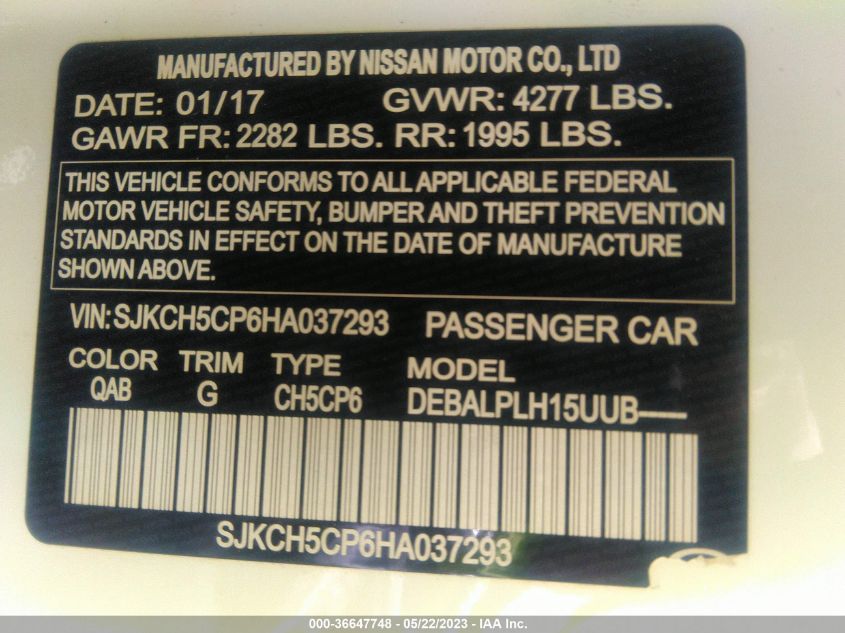 MANUFACTURED BY NISSAN MOTOR CO., LTD
DATE: 01/17 GVWR: 4277 LBS.
GAWR FR: 2282 LBS. RR: 1995 LBS.
THIS VEHICLE CONFORMS TO ALL APPLICABLE FEDERAL
MOTOR VEHICLE SAFETY, BUMPER AND THEFT PREVENTION
STANDARDS IN EFFECT ON THE DATE OF MANUFACTURE
SHOWN ABOVE.
VIN: SJKCH5CP6HA037293 PASSENGER CAR
COLOR TRIM TYPE MODEL
QAB G CH5CP6 DEBALPLH15UUB-----
SJKCH5CP6HA037293
000-36647748 - 05/22/2023 - IAA Inc.